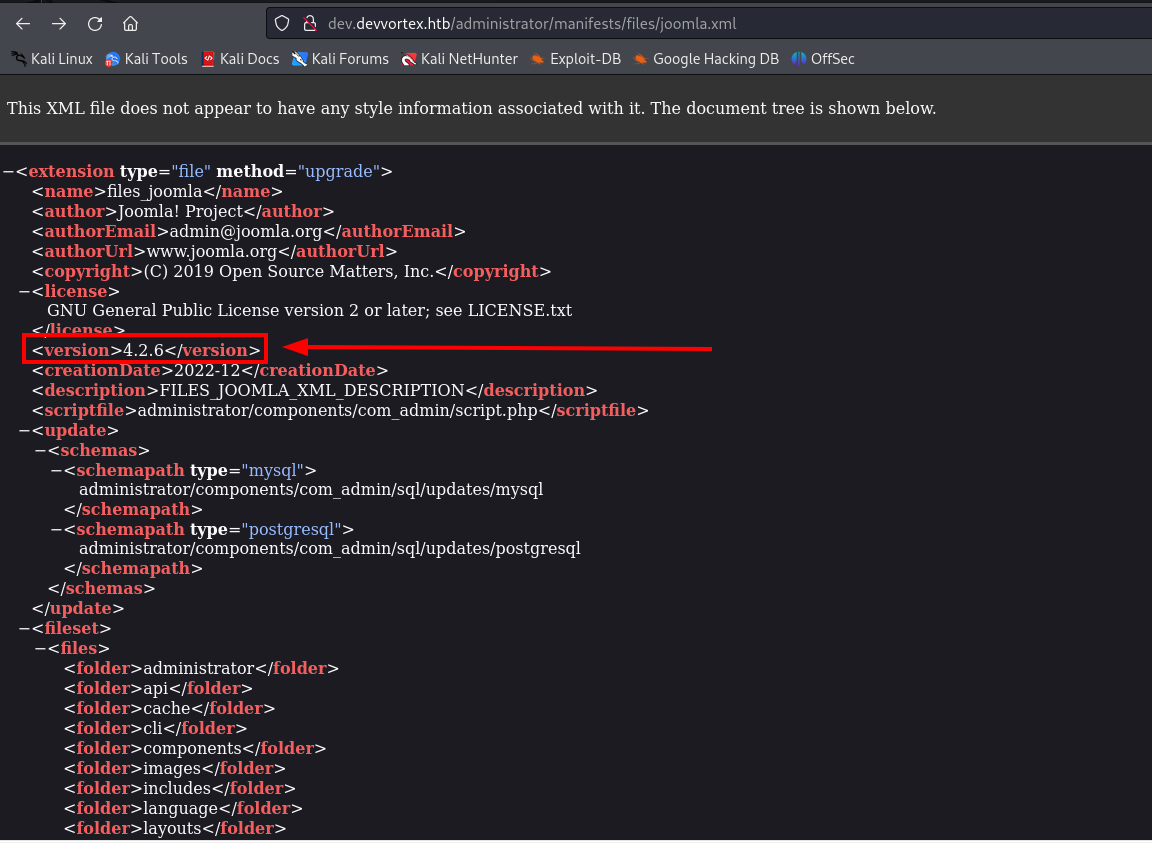 dev.devvortex.htb/administrator/manifests/files/joomla.xml
Kali Linux Kali Tools Kali Docs Kali Forums Kali NetHunter Exploit-DB Google Hacking DB OffSec
This XML file does not appear to have any style information associated with it. The document tree is shown below.
−<extension type="file" method="upgrade">
<name>files_joomla</name>
<author>Joomla! Project</author>
<authorEmail>admin@joomla.org</authorEmail>
<authorUrl>www.joomla.org</authorUrl>
<copyright>(C) 2019 Open Source Matters, Inc.</copyright>
−<license>
GNU General Public License version 2 or later; see LICENSE.txt
</license>
<version>4.2.6</version>
<creationDate>2022-12</creationDate>
<description>FILES_JOOMLA_XML_DESCRIPTION</description>
<scriptfile>administrator/components/com_admin/script.php</scriptfile>
−<update>
−<schemas>
−<schemapath type="mysql">
administrator/components/com_admin/sql/updates/mysql
</schemapath>
−<schemapath type="postgresql">
administrator/components/com_admin/sql/updates/postgresql
</schemapath>
</schemas>
</update>
−<fileset>
−<files>
<folder>administrator</folder>
<folder>api</folder>
<folder>cache</folder>
<folder>cli</folder>
<folder>components</folder>
<folder>images</folder>
<folder>includes</folder>
<folder>language</folder>
<folder>layouts</folder>